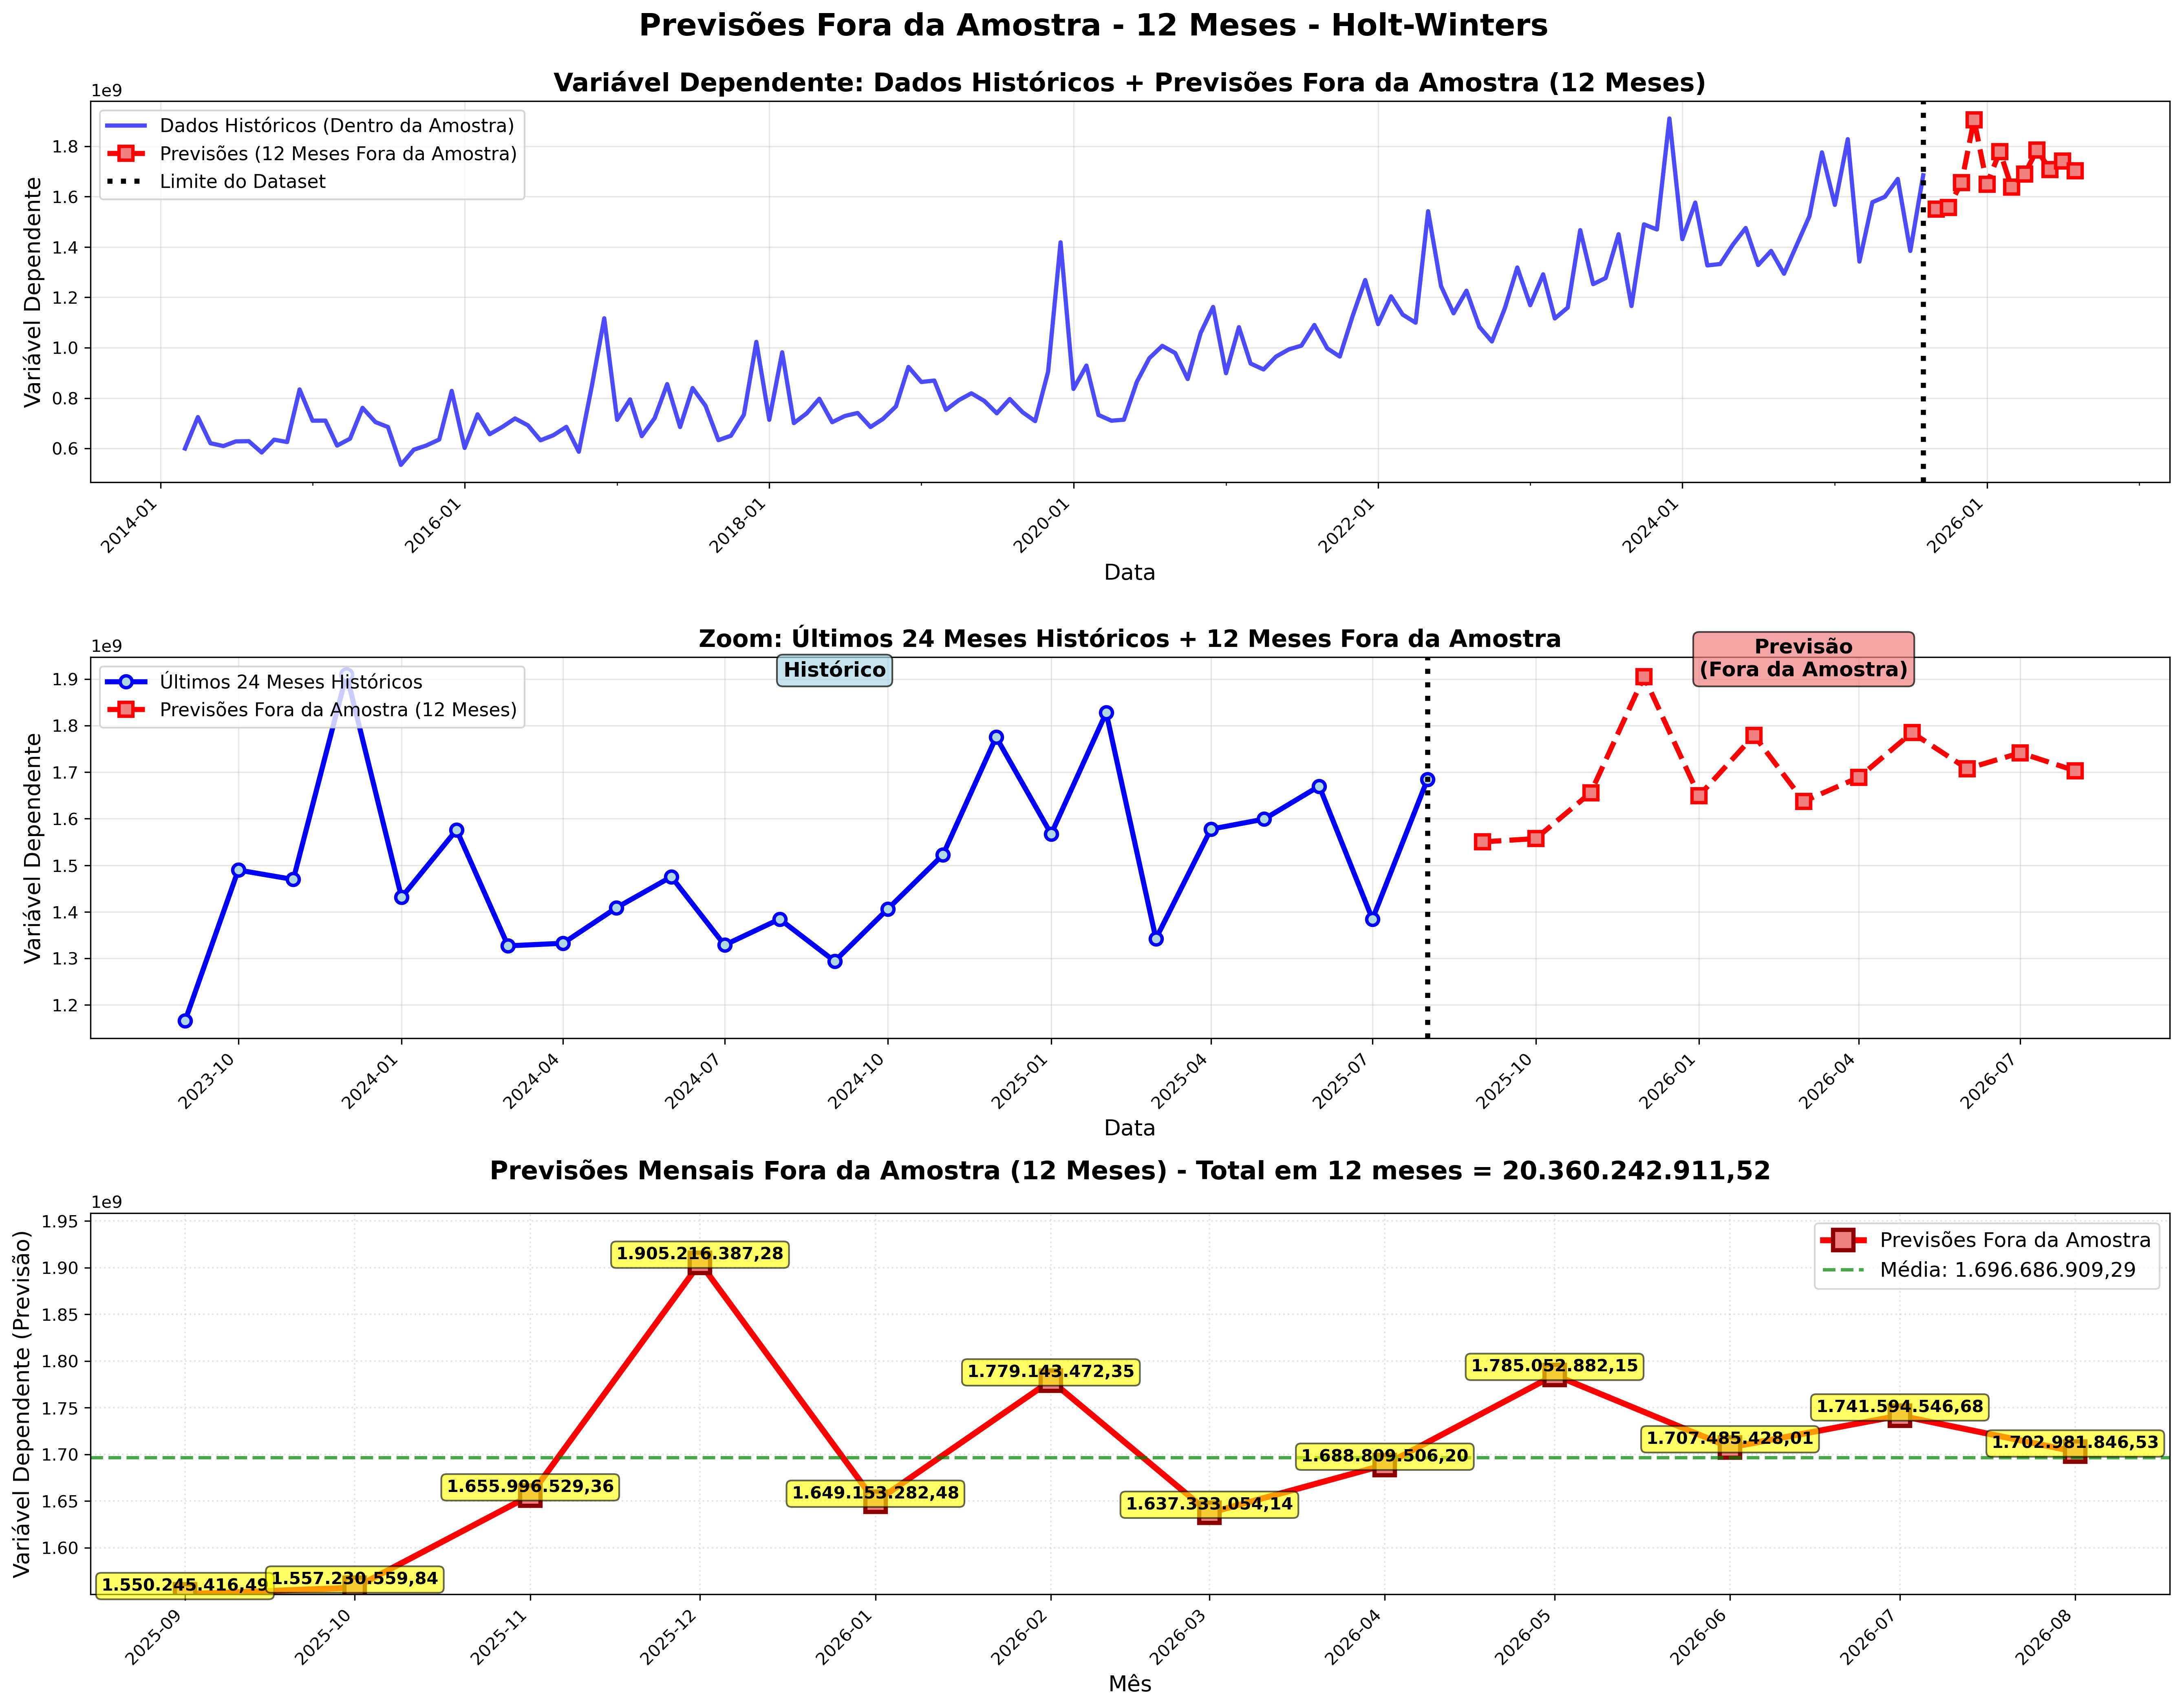 Previsões Fora da Amostra - 12 Meses - Holt-Winters
Variável Dependente: Dados Históricos + Previsões Fora da Amostra (12 Meses)
1e9
Dados Históricos (Dentro da Amostra)
Previsões (12 Meses Fora da Amostra)
Limite do Dataset
Variável Dependente
1.8
1.6
1.4
1.2
1.0
0.8
0.6
2014-01
2016-01
2018-01
2020-01
2022-01
2024-01
2026-01
Data
Zoom: Últimos 24 Meses Históricos + 12 Meses Fora da Amostra
1e9
Últimos 24 Meses Históricos
Previsões Fora da Amostra (12 Meses)
Histórico
Previsão
(Fora da Amostra)
Variável Dependente
1.9
1.8
1.7
1.6
1.5
1.4
1.3
1.2
2023-10
2024-01
2024-04
2024-07
2024-10
2025-01
2025-04
2025-07
2025-10
2026-01
2026-04
2026-07
Data
Previsões Mensais Fora da Amostra (12 Meses) - Total em 12 meses = 20.360.242.911,52
1e9
Previsões Fora da Amostra
Média: 1.696.686.909,29
Variável Dependente (Previsão)
1.95
1.90
1.85
1.80
1.75
1.70
1.65
1.60
1.550.245.416,49
1.557.230.559,84
1.655.996.529,36
1.905.216.387,28
1.649.153.282,48
1.779.143.472,35
1.637.333.054,14
1.688.809.506,20
1.785.052.882,15
1.707.485.428,01
1.741.594.546,68
1.702.981.846,53
2025-09
2025-10
2025-11
2025-12
2026-01
2026-02
2026-03
2026-04
2026-05
2026-06
2026-07
2026-08
Mês